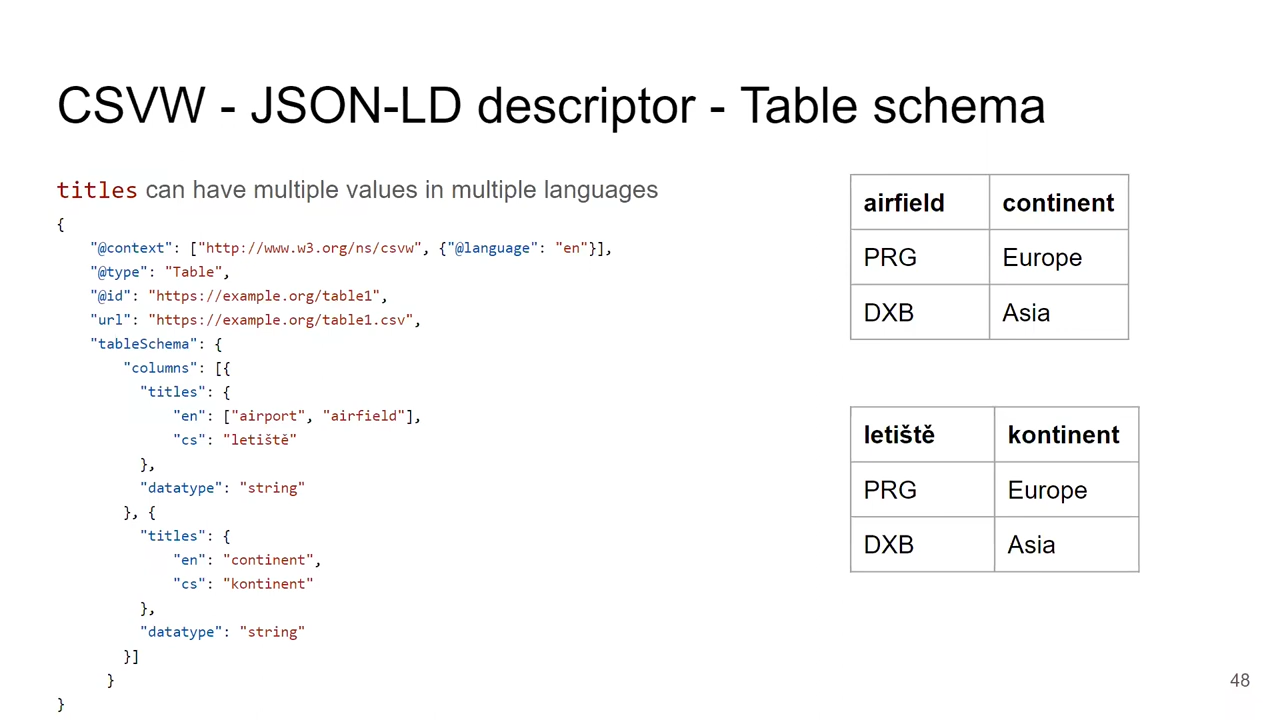 CSVW - JSON-LD descriptor - Table schema
titles can have multiple values in multiple languages
{
    "@context": ["http://www.w3.org/ns/csvw", {"@language": "en"}],
    "@type": "Table",
    "@id": "https://example.org/table1",
    "url": "https://example.org/table1.csv",
    "tableSchema": {
        "columns": [{
          "titles": {
              "en": ["airport", "airfield"],
              "cs": "letiště"
          },
          "datatype": "string"
        }, {
          "titles": {
              "en": "continent",
              "cs": "kontinent"
          },
          "datatype": "string"
        }]
      }
}
airfield continent
PRG Europe
DXB Asia
letiště kontinent
PRG Europe
DXB Asia
48